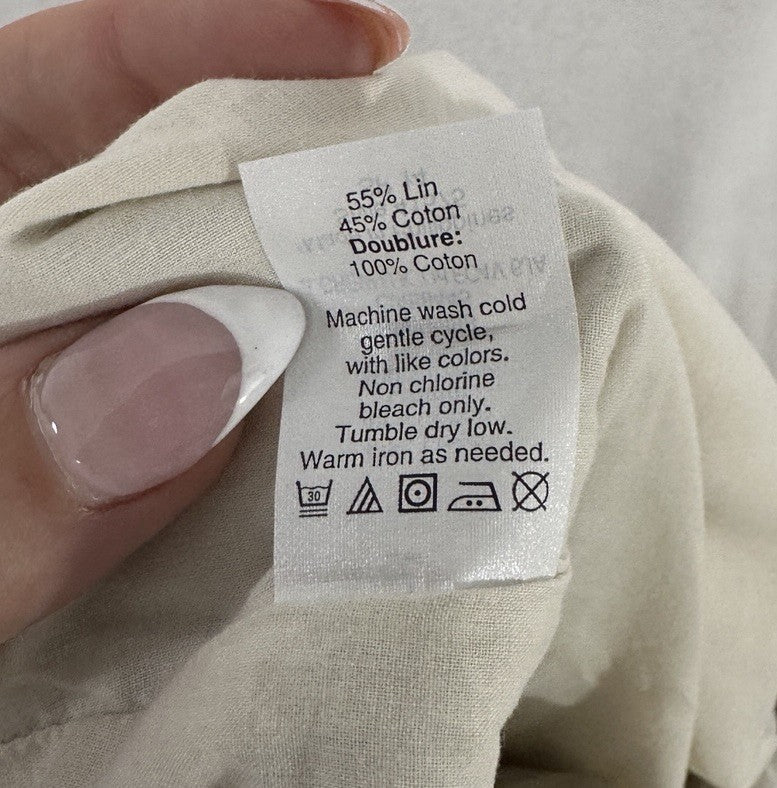 55% Lin
45% Coton
Doublure:
100% Coton
Machine wash cold
gentle cycle,
with like colors.
Non chlorine
bleach only.
Tumble dry low.
Warm iron as needed.
30